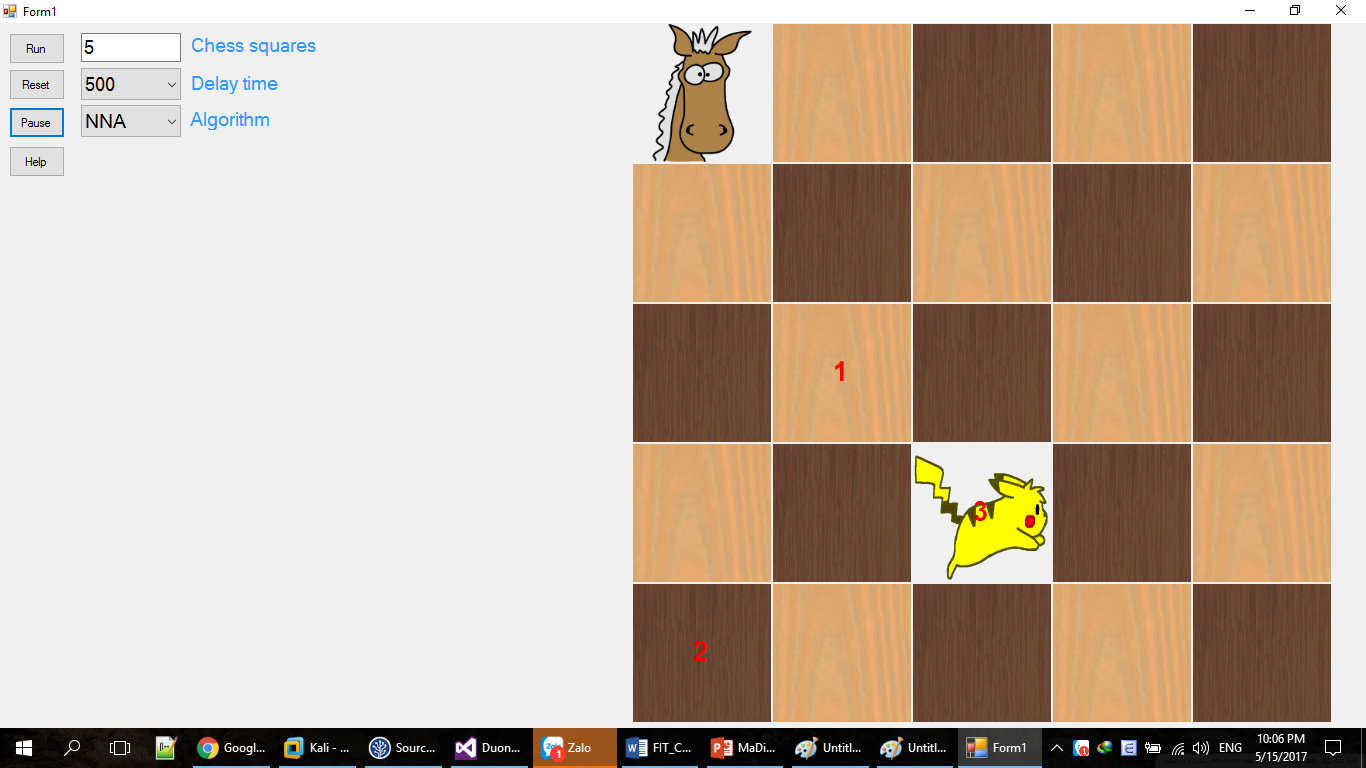 Form1
Run
5
Chess squares
Reset
500
Delay time
Pause
NNA
Algorithm
Help
1
3
2
Googl...
Kali - ...
Sourc...
Duon...
Zalo
1
FIT_C...
MaDi...
Untitl...
Untitl...
Form1
ENG
10:06 PM
5/15/2017